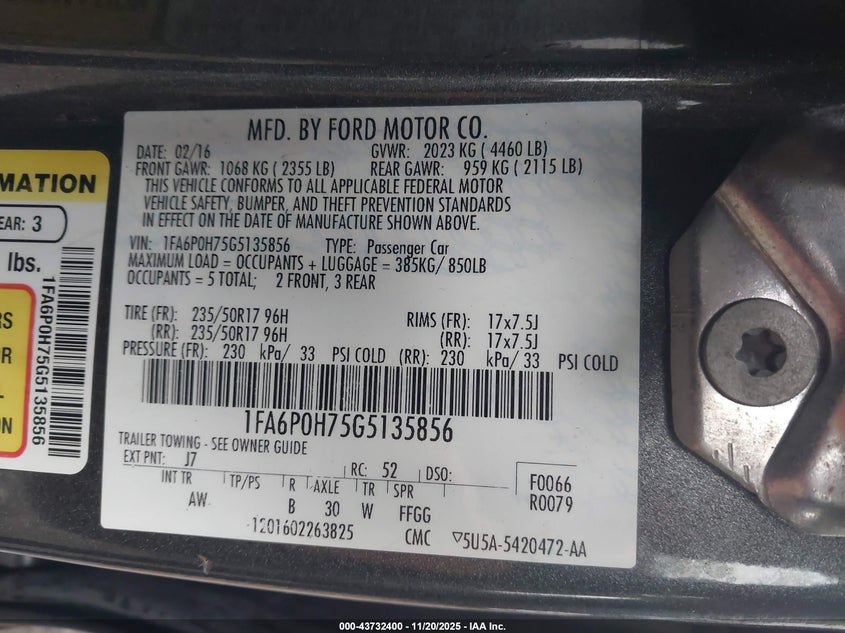 MATION
EAR: 3
lbs.
RS
R
L-
ON
1FA6P0H75G5135856
MFD. BY FORD MOTOR CO.
DATE: 02/16 GVWR: 2023 KG ( 4460 LB)
FRONT GAWR: 1068 KG ( 2355 LB) REAR GAWR: 959 KG ( 2115 LB)
THIS VEHICLE CONFORMS TO ALL APPLICABLE FEDERAL MOTOR
VEHICLE SAFETY, BUMPER, AND THEFT PREVENTION STANDARDS
IN EFFECT ON THE DATE OF MANUFACTURE SHOWN ABOVE.
VIN: 1FA6P0H75G5135856 TYPE: Passenger Car
MAXIMUM LOAD = OCCUPANTS + LUGGAGE = 385KG/ 850LB
OCCUPANTS = 5 TOTAL; 2 FRONT, 3 REAR
TIRE (FR): 235/50R17 96H RIMS (FR): 17x7.5J
(RR): 235/50R17 96H (RR): 17x7.5J
PRESSURE (FR): 230 kPa/ 33 PSI COLD (RR): 230 kPa/ 33 PSI COLD
1FA6P0H75G5135856
TRAILER TOWING - SEE OWNER GUIDE
EXT PNT: J7 RC: 52 DSO:
INT TR TP/PS R AXLE TR SPR
AW B 30 W FFGG
F0066
R0079
1201602263825 CMC ▽5U5A-5420472-AA
000-43732400 - 11/20/2025 - IAA Inc.